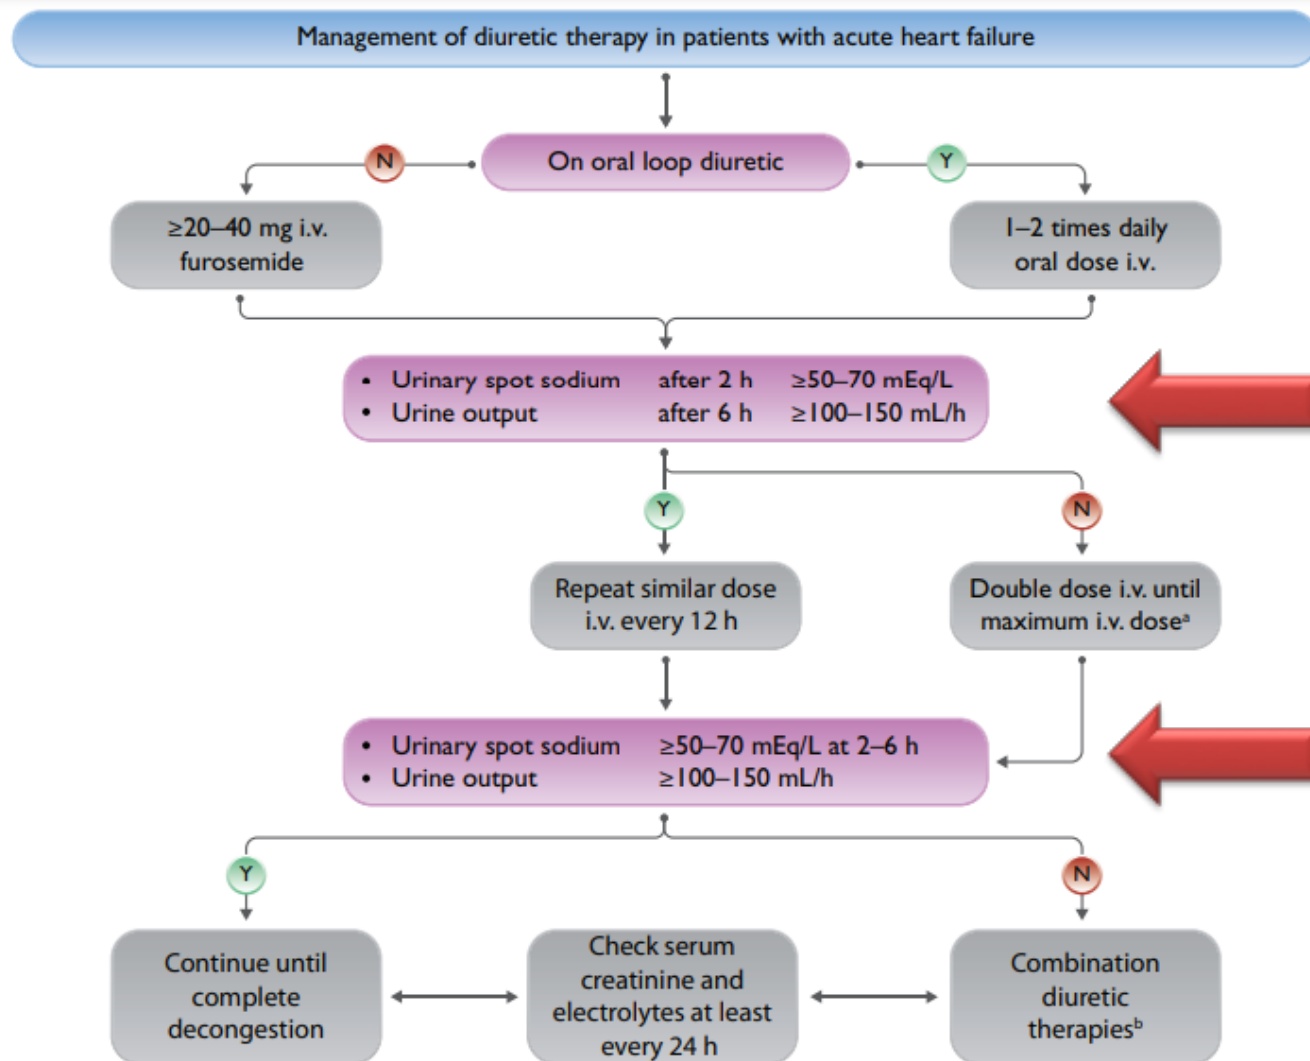 Management of diuretic therapy in patients with acute heart failure
N
On oral loop diuretic
Y
≥20–40 mg i.v.
furosemide
1–2 times daily
oral dose i.v.
• Urinary spot sodium after 2 h ≥50–70 mEq/L
• Urine output after 6 h ≥100–150 mL/h
Y
N
Repeat similar dose
i.v. every 12 h
Double dose i.v. until
maximum i.v. doseᵃ
• Urinary spot sodium ≥50–70 mEq/L at 2–6 h
• Urine output ≥100–150 mL/h
Y
N
Continue until
complete
decongestion
Check serum
creatinine and
electrolytes at least
every 24 h
Combination
diuretic
therapiesᵇ